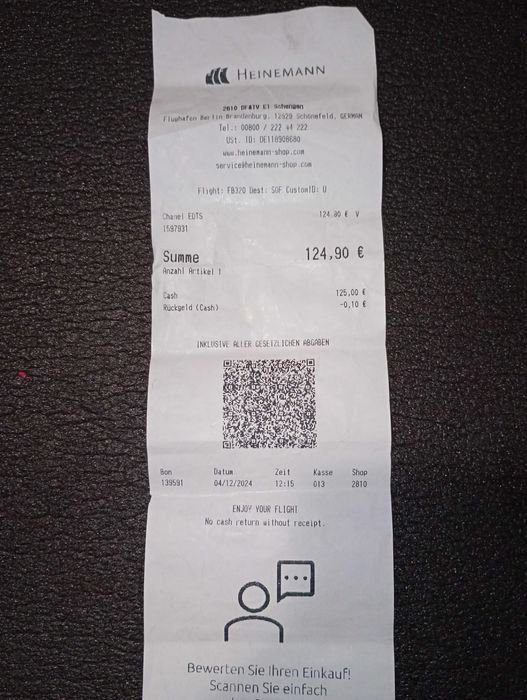 HEINEMANN
2810 DF&TV E1 Schengen
Flughafen Berlin Brandenburg, 12529 Schönefeld, GERMAN
Tel.: 00800 / 222 44 222
USt. ID: DE118908680
www.heinemann-shop.com
service@heinemann-shop.com
Flight: FB320 Dest: SOF CustomID: U
Chanel EDTS 124.90 € V
1597931
Summe 124,90 €
Anzahl Artikel 1
Cash 125,00 €
Rückgeld (Cash) -0,10 €
INKLUSIVE ALLER GESETZLICHEN ABGABEN
Bon Datum Zeit Kasse Shop
139591 04/12/2024 12:15 013 2810
ENJOY YOUR FLIGHT
No cash return without receipt.
Bewerten Sie Ihren Einkauf!
Scannen Sie einfach